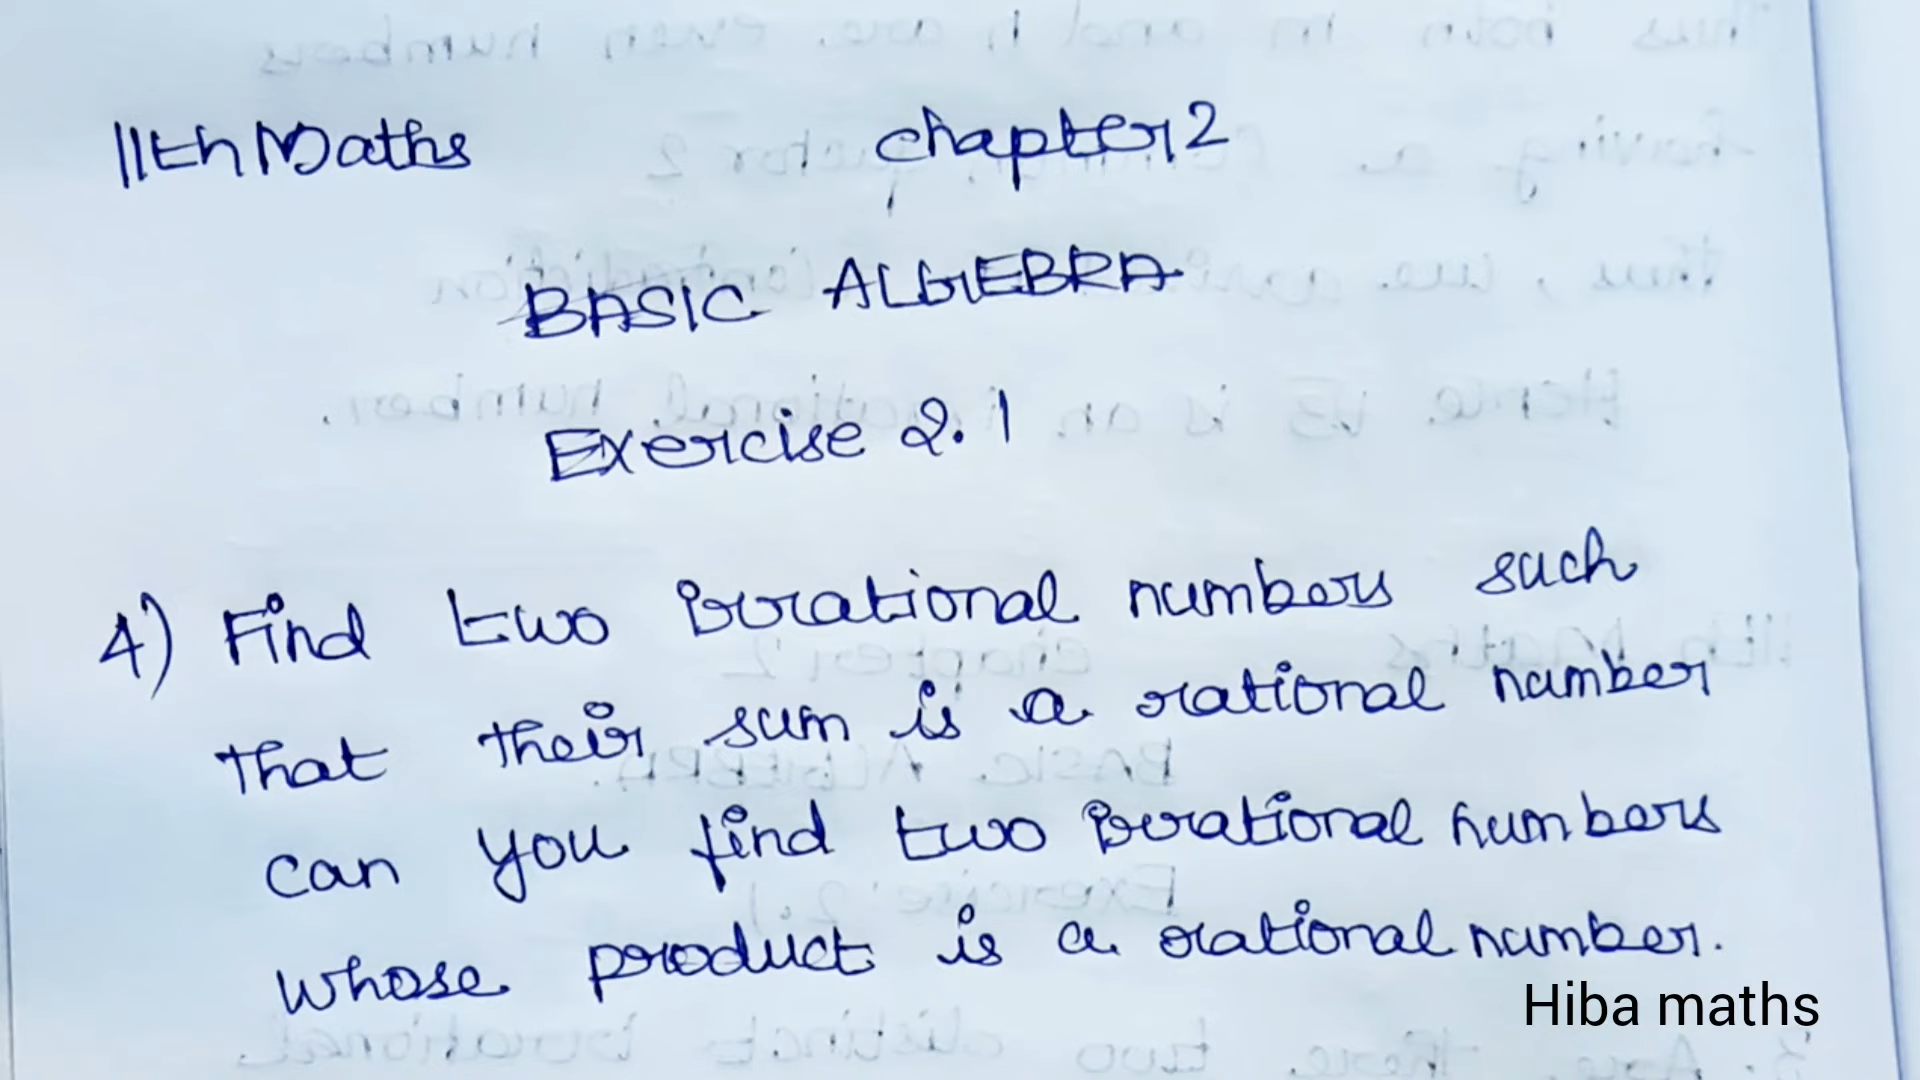 11th Maths chapter 2
BASIC ALGEBRA
Exercise 2.1
4) Find two irrational numbers such
that their sum is a rational number
can you find two irrational numbers
whose product is a rational number.
Hiba maths